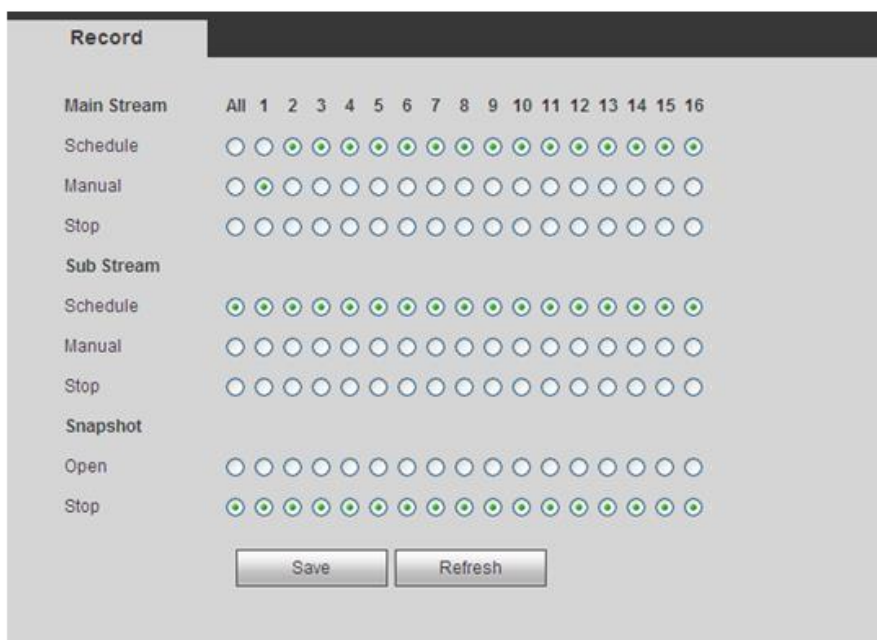 Record
Main Stream All 1 2 3 4 5 6 7 8 9 10 11 12 13 14 15 16
Schedule
Manual
Stop
Sub Stream
Schedule
Manual
Stop
Snapshot
Open
Stop
Save Refresh